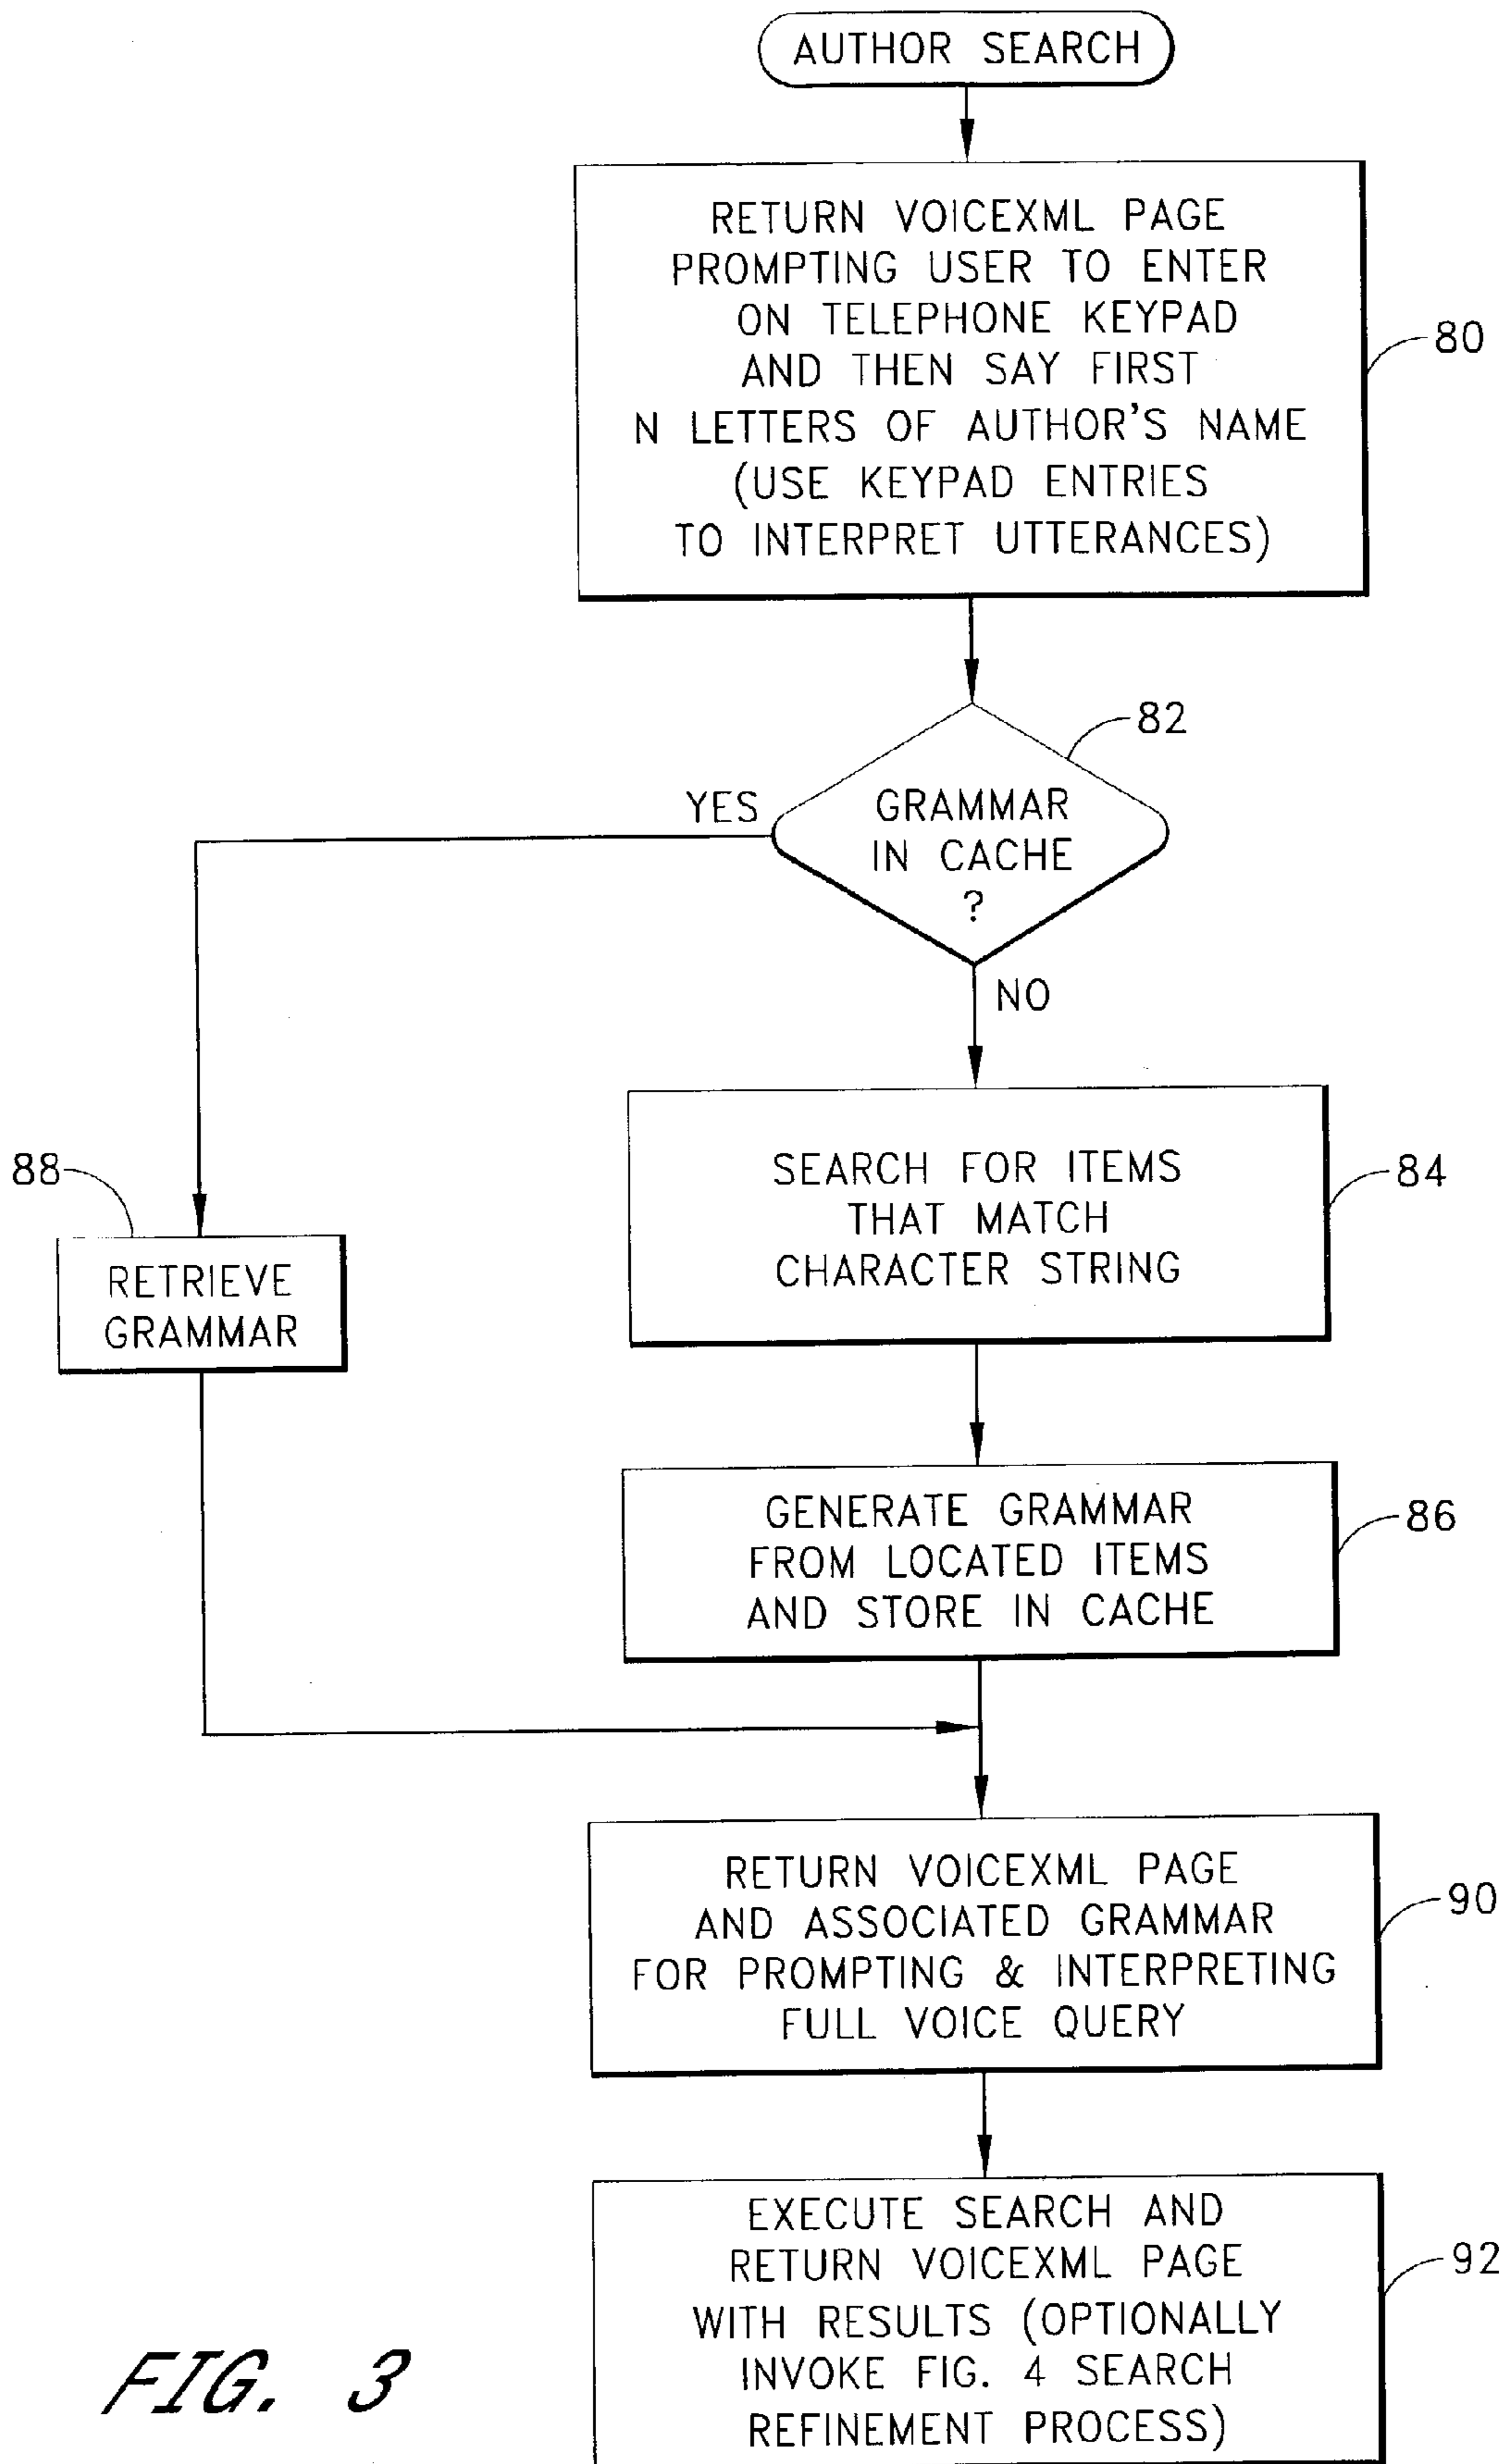 AUTHOR SEARCH
RETURN VOICEXML PAGE
PROMPTING USER TO ENTER
ON TELEPHONE KEYPAD
AND THEN SAY FIRST
N LETTERS OF AUTHOR'S NAME
(USE KEYPAD ENTRIES
TO INTERPRET UTTERANCES)
80
82
YES
GRAMMAR
IN CACHE
?
NO
88
RETRIEVE
GRAMMAR
SEARCH FOR ITEMS
THAT MATCH
CHARACTER STRING
84
GENERATE GRAMMAR
FROM LOCATED ITEMS
AND STORE IN CACHE
86
RETURN VOICEXML PAGE
AND ASSOCIATED GRAMMAR
FOR PROMPTING & INTERPRETING
FULL VOICE QUERY
90
EXECUTE SEARCH AND
RETURN VOICEXML PAGE
WITH RESULTS (OPTIONALLY
INVOKE FIG. 4 SEARCH
REFINEMENT PROCESS)
92
FIG. 3